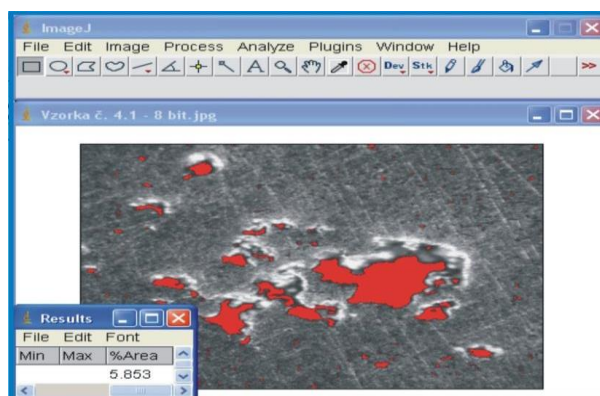 ImageJ
File Edit Image Process Analyze Plugins Window Help
A Dev Stk >>
Vzorka č. 4.1 - 8 bit.jpg
Results
File Edit Font
Min Max %Area
5.853